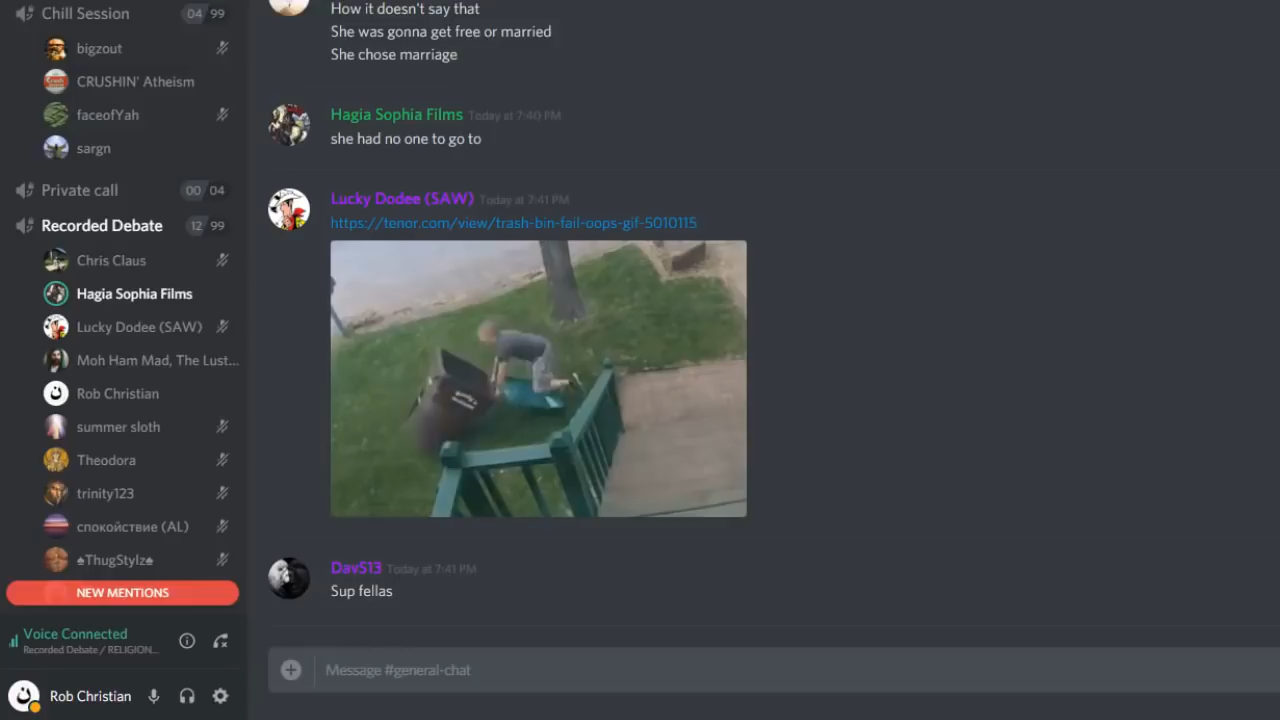 Chill Session
04 99
bigzout
CRUSHIN' Atheism
faceofYah
sargn
Private call
00 04
Recorded Debate
12 99
Chris Claus
Hagia Sophia Films
Lucky Dodee (SAW)
Moh Ham Mad, The Lust...
Rob Christian
summer sloth
Theodora
trinity123
спокойствие (AL)
♠ThugStylz♠
NEW MENTIONS
Voice Connected
Recorded Debate / RELIGION...
Rob Christian
How it doesn't say that
She was gonna get free or married
She chose marriage
Hagia Sophia Films Today at 7:40 PM
she had no one to go to
Lucky Dodee (SAW) Today at 7:41 PM
https://tenor.com/view/trash-bin-fail-oops-gif-5010115
DavS13 Today at 7:41 PM
Sup fellas
Message #general-chat